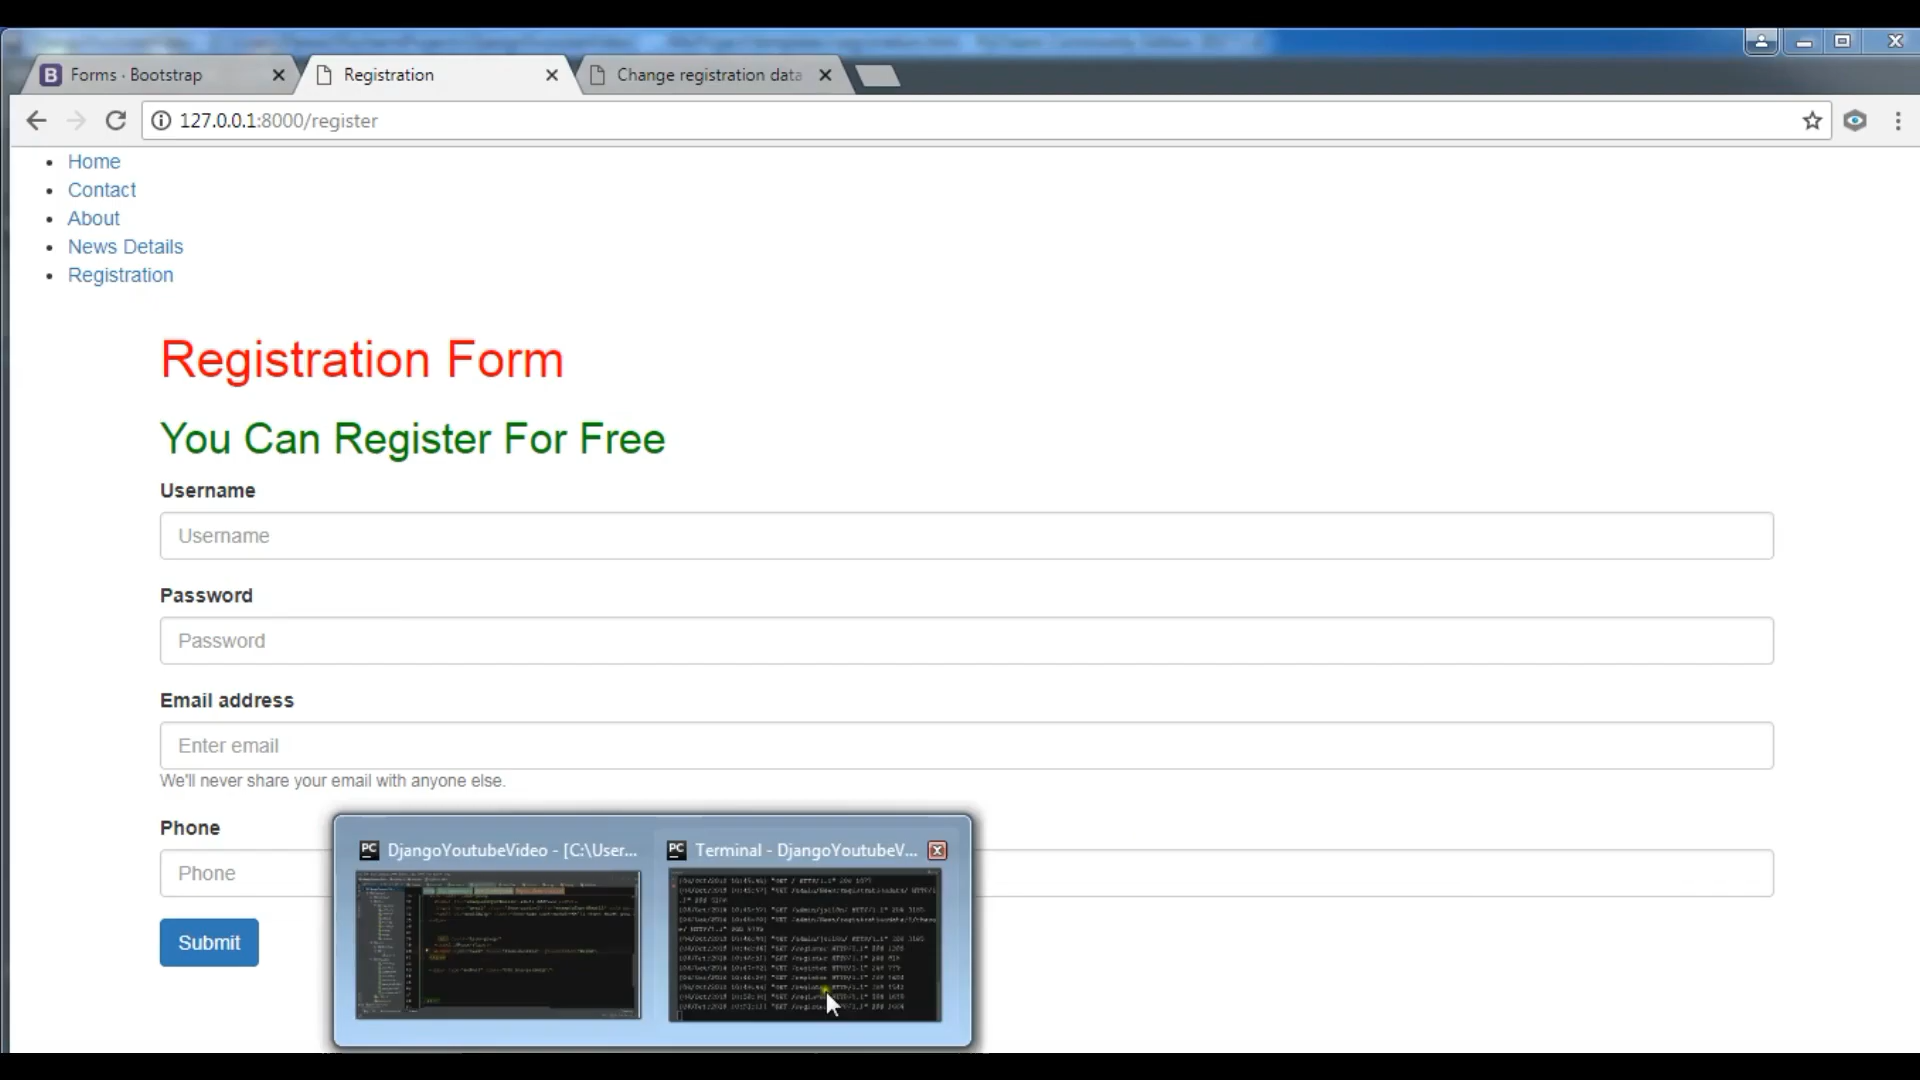 Forms · Bootstrap
Registration
Change registration data
127.0.0.1:8000/register
Home
Contact
About
News Details
Registration
Registration Form
You Can Register For Free
Username
Username
Password
Password
Email address
Enter email
We'll never share your email with anyone else.
Phone
Phone
Submit
PC DjangoYoutubeVideo - [C:\User...
PC Terminal - DjangoYoutubeV...